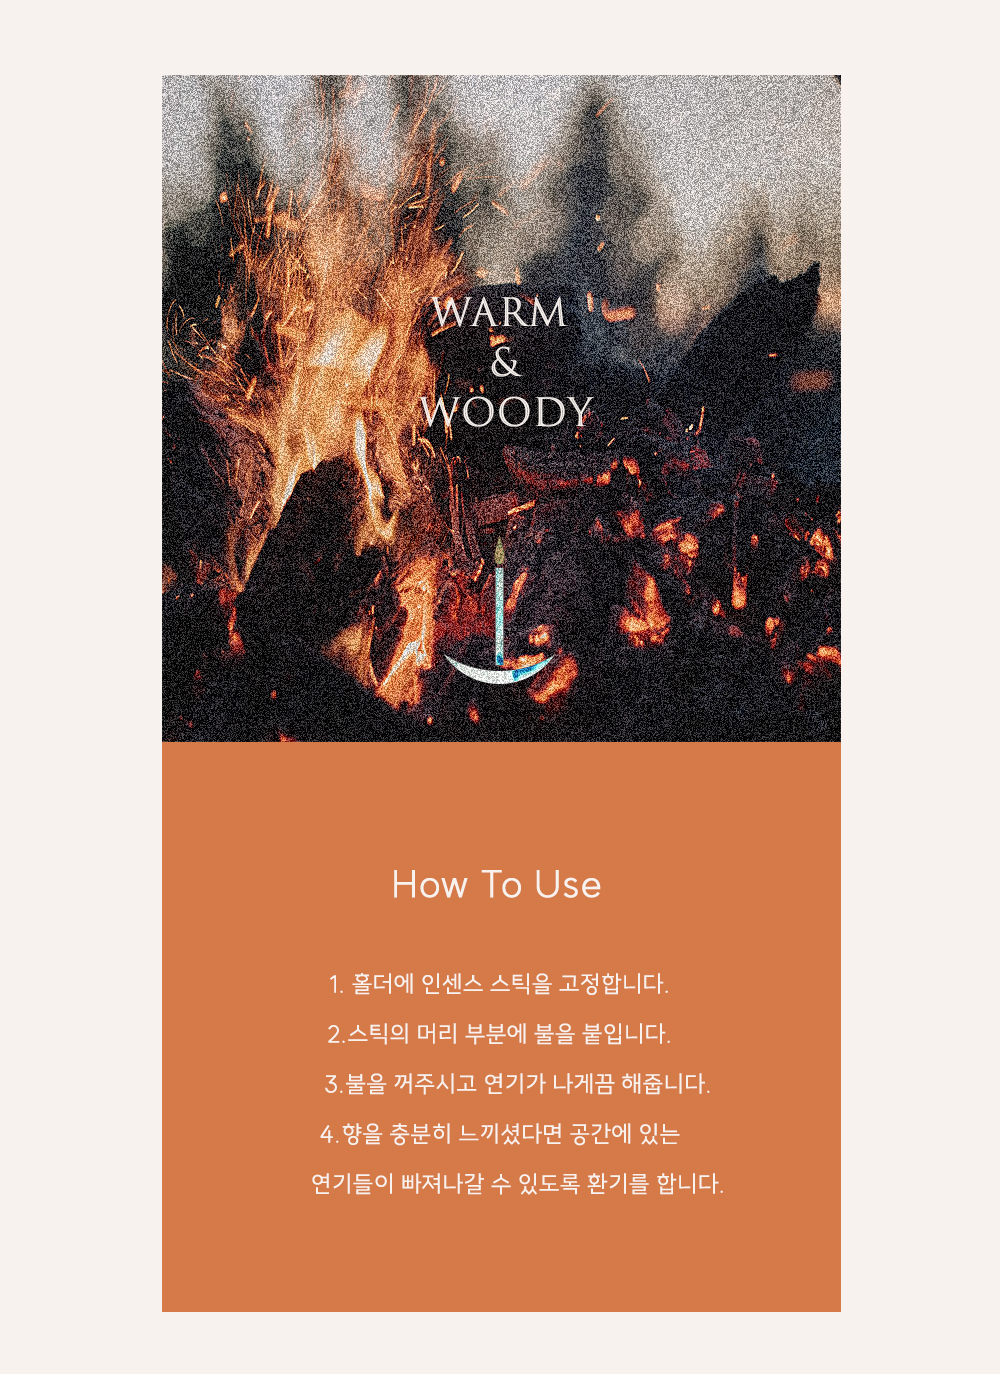 WARM
&
WOODY
How To Use
1. 홀더에 인센스 스틱을 고정합니다.
2.스틱의 머리 부분에 불을 붙입니다.
3.불을 꺼주시고 연기가 나게끔 해줍니다.
4.향을 충분히 느끼셨다면 공간에 있는
연기들이 빠져나갈 수 있도록 환기를 합니다.